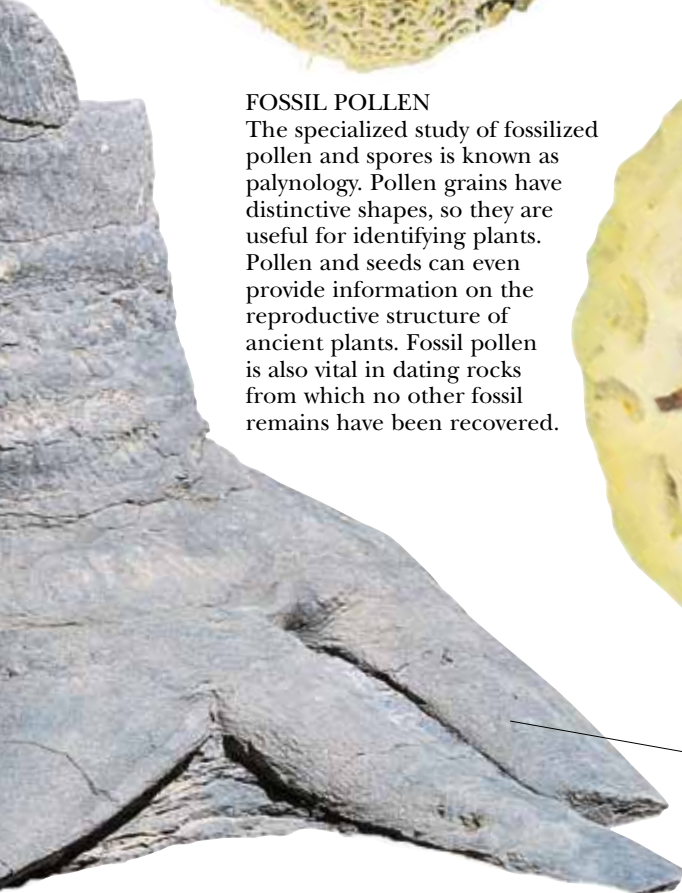 FOSSIL POLLEN
The specialized study of fossilized
pollen and spores is known as
palynology. Pollen grains have
distinctive shapes, so they are
useful for identifying plants.
Pollen and seeds can even
provide information on the
reproductive structure of
ancient plants. Fossil pollen
is also vital in dating rocks
from which no other fossil
remains have been recovered.